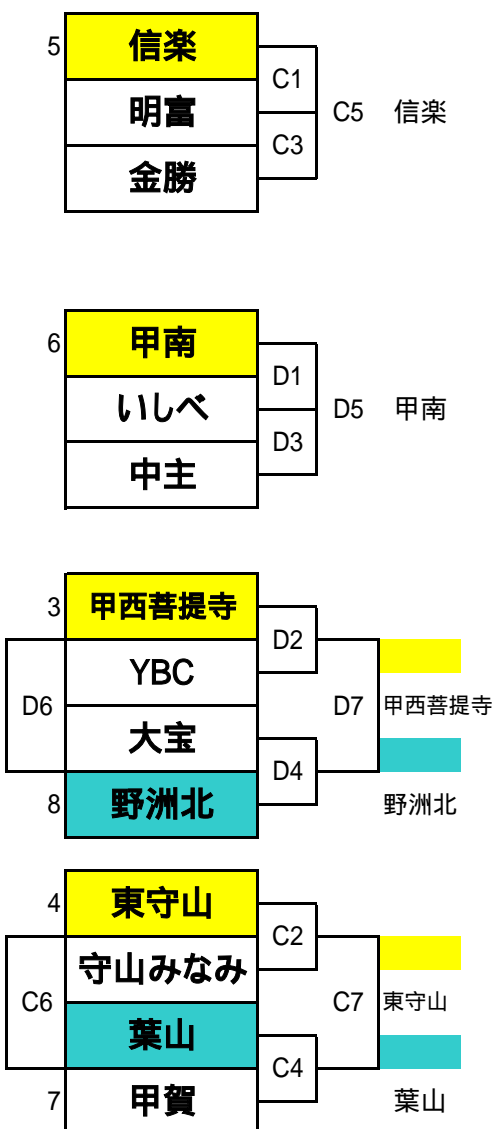 5 信楽
C1
明富 C5 信楽
C3
金勝
6 甲南
D1
いしべ D5 甲南
D3
中主
3 甲西菩提寺
D2
YBC
D6 D7 甲西菩提寺
大宝
D4
8 野洲北 野洲北
4 東守山
C2
守山みなみ
C6 C7 東守山
葉山
C4
7 甲賀 葉山